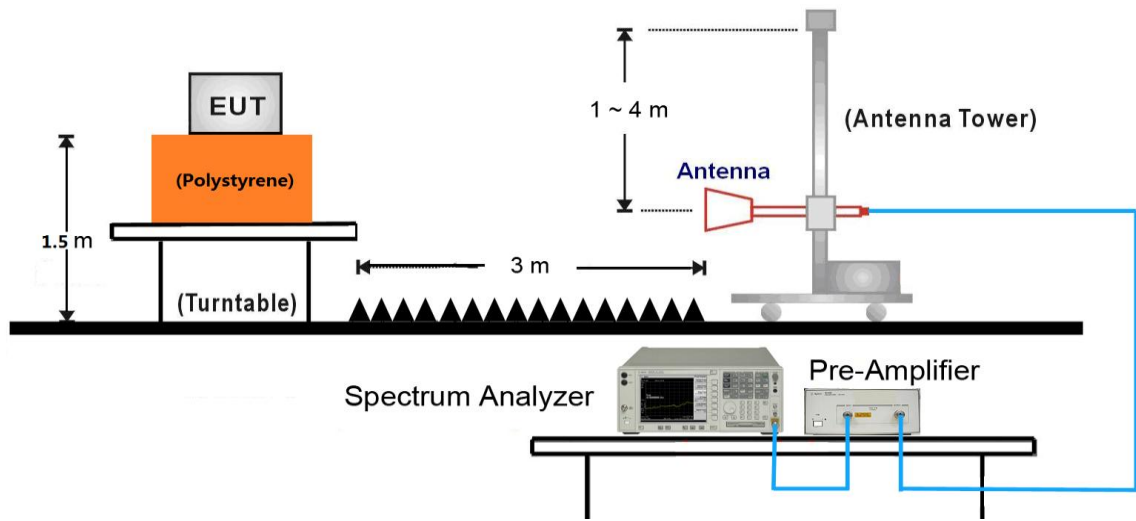 EUT
(Polystyrene)
1.5 m
(Turntable)
3 m
1 ~ 4 m
(Antenna Tower)
Antenna
Spectrum Analyzer
Pre-Amplifier